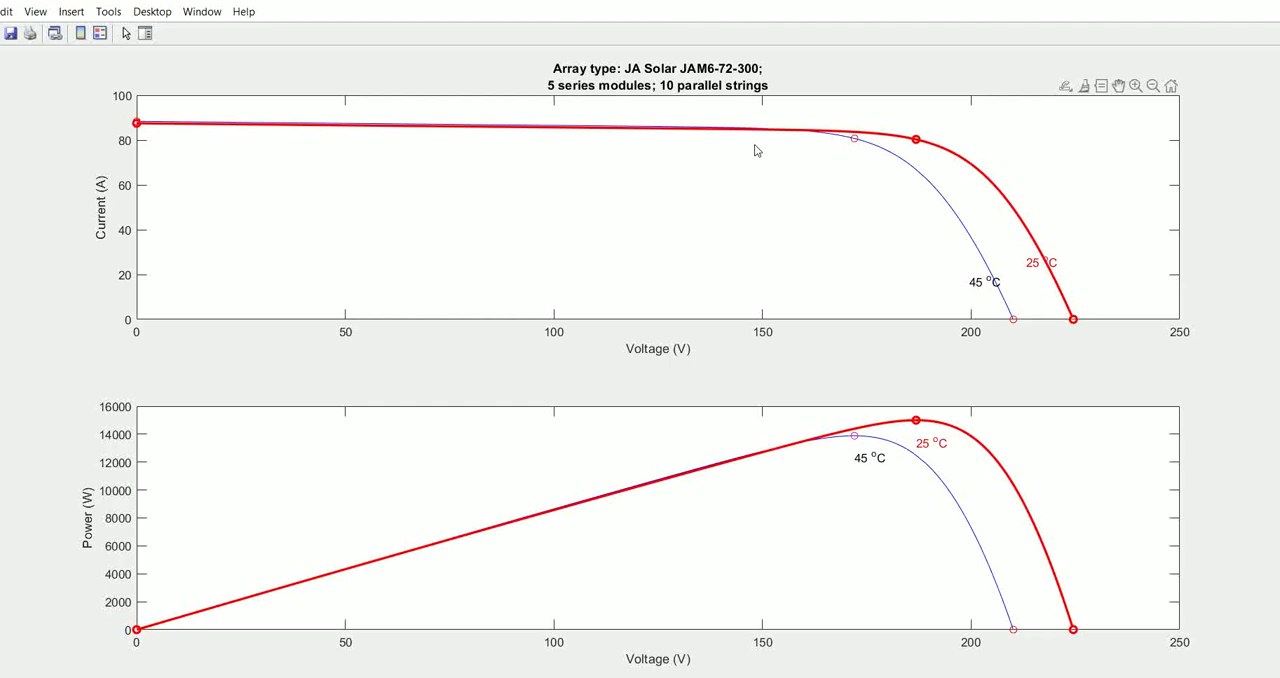 dit View Insert Tools Desktop Window Help
Array type: JA Solar JAM6-72-300;
5 series modules; 10 parallel strings
100
80
60
40
20
0
Current (A)
45 °C
25 °C
0 50 100 150 200 250
Voltage (V)
16000
14000
12000
10000
8000
6000
4000
2000
0
Power (W)
25 °C
45 °C
0 50 100 150 200 250
Voltage (V)